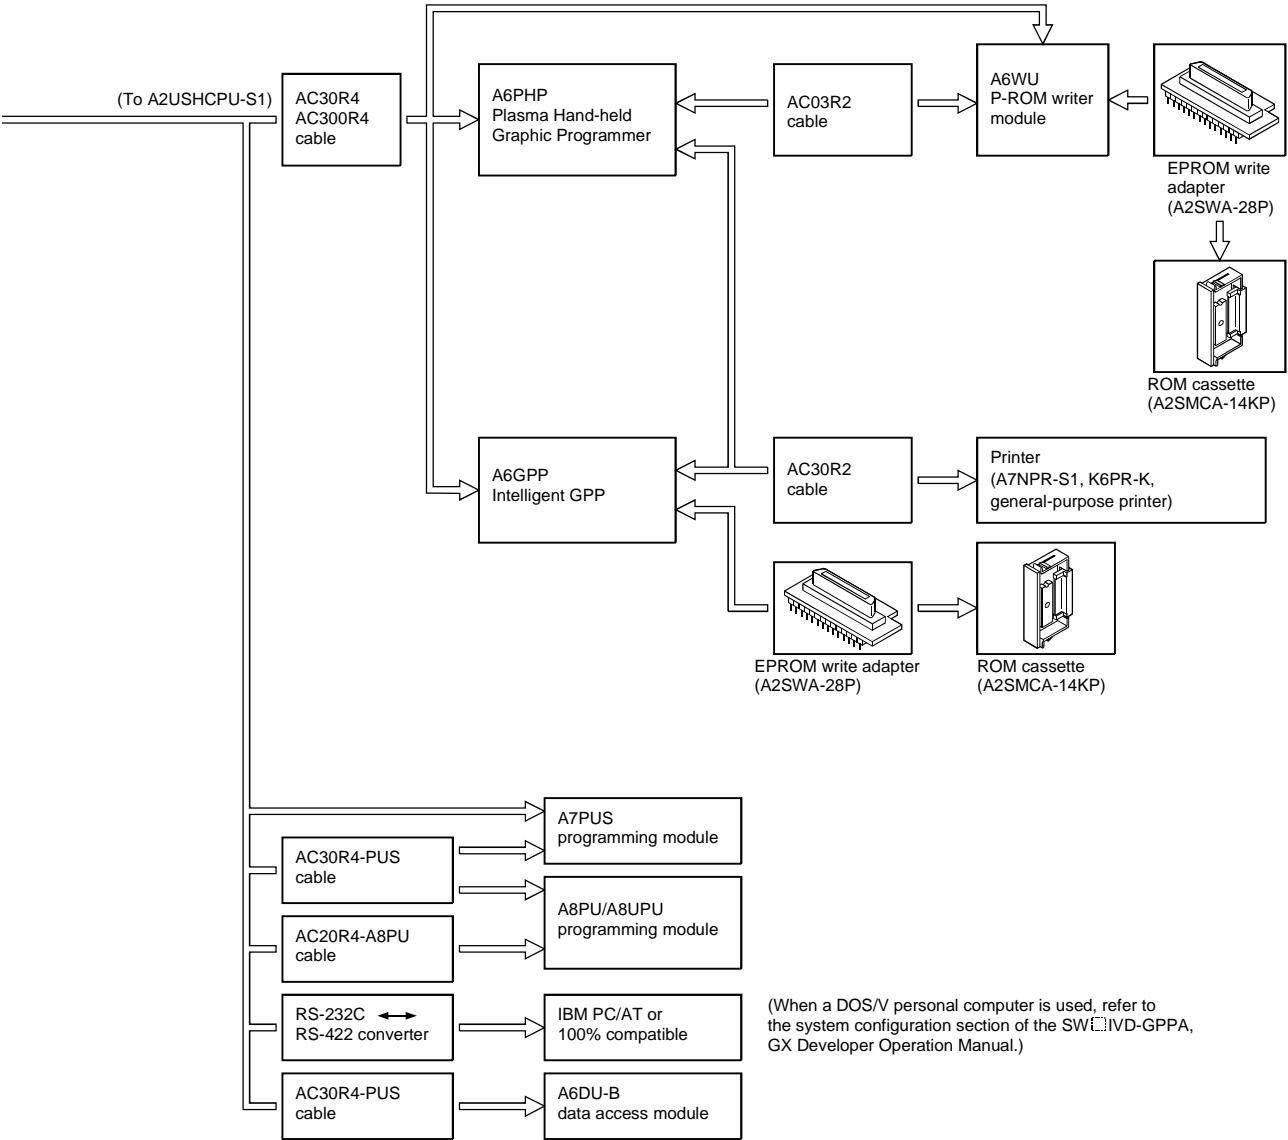 (To A2USHCPU-S1)
AC30R4
AC300R4
cable
A6PHP
Plasma Hand-held
Graphic Programmer
AC03R2
cable
A6WU
P-ROM writer
module
EPROM write
adapter
(A2SWA-28P)
ROM cassette
(A2SMCA-14KP)
A6GPP
Intelligent GPP
AC30R2
cable
Printer
(A7NPR-S1, K6PR-K,
general-purpose printer)
EPROM write adapter
(A2SWA-28P)
ROM cassette
(A2SMCA-14KP)
A7PUS
programming module
AC30R4-PUS
cable
A8PU/A8UPU
programming module
AC20R4-A8PU
cable
RS-232C ↔
RS-422 converter
IBM PC/AT or
100% compatible
(When a DOS/V personal computer is used, refer to
the system configuration section of the SW⬚IVD-GPPA,
GX Developer Operation Manual.)
AC30R4-PUS
cable
A6DU-B
data access module